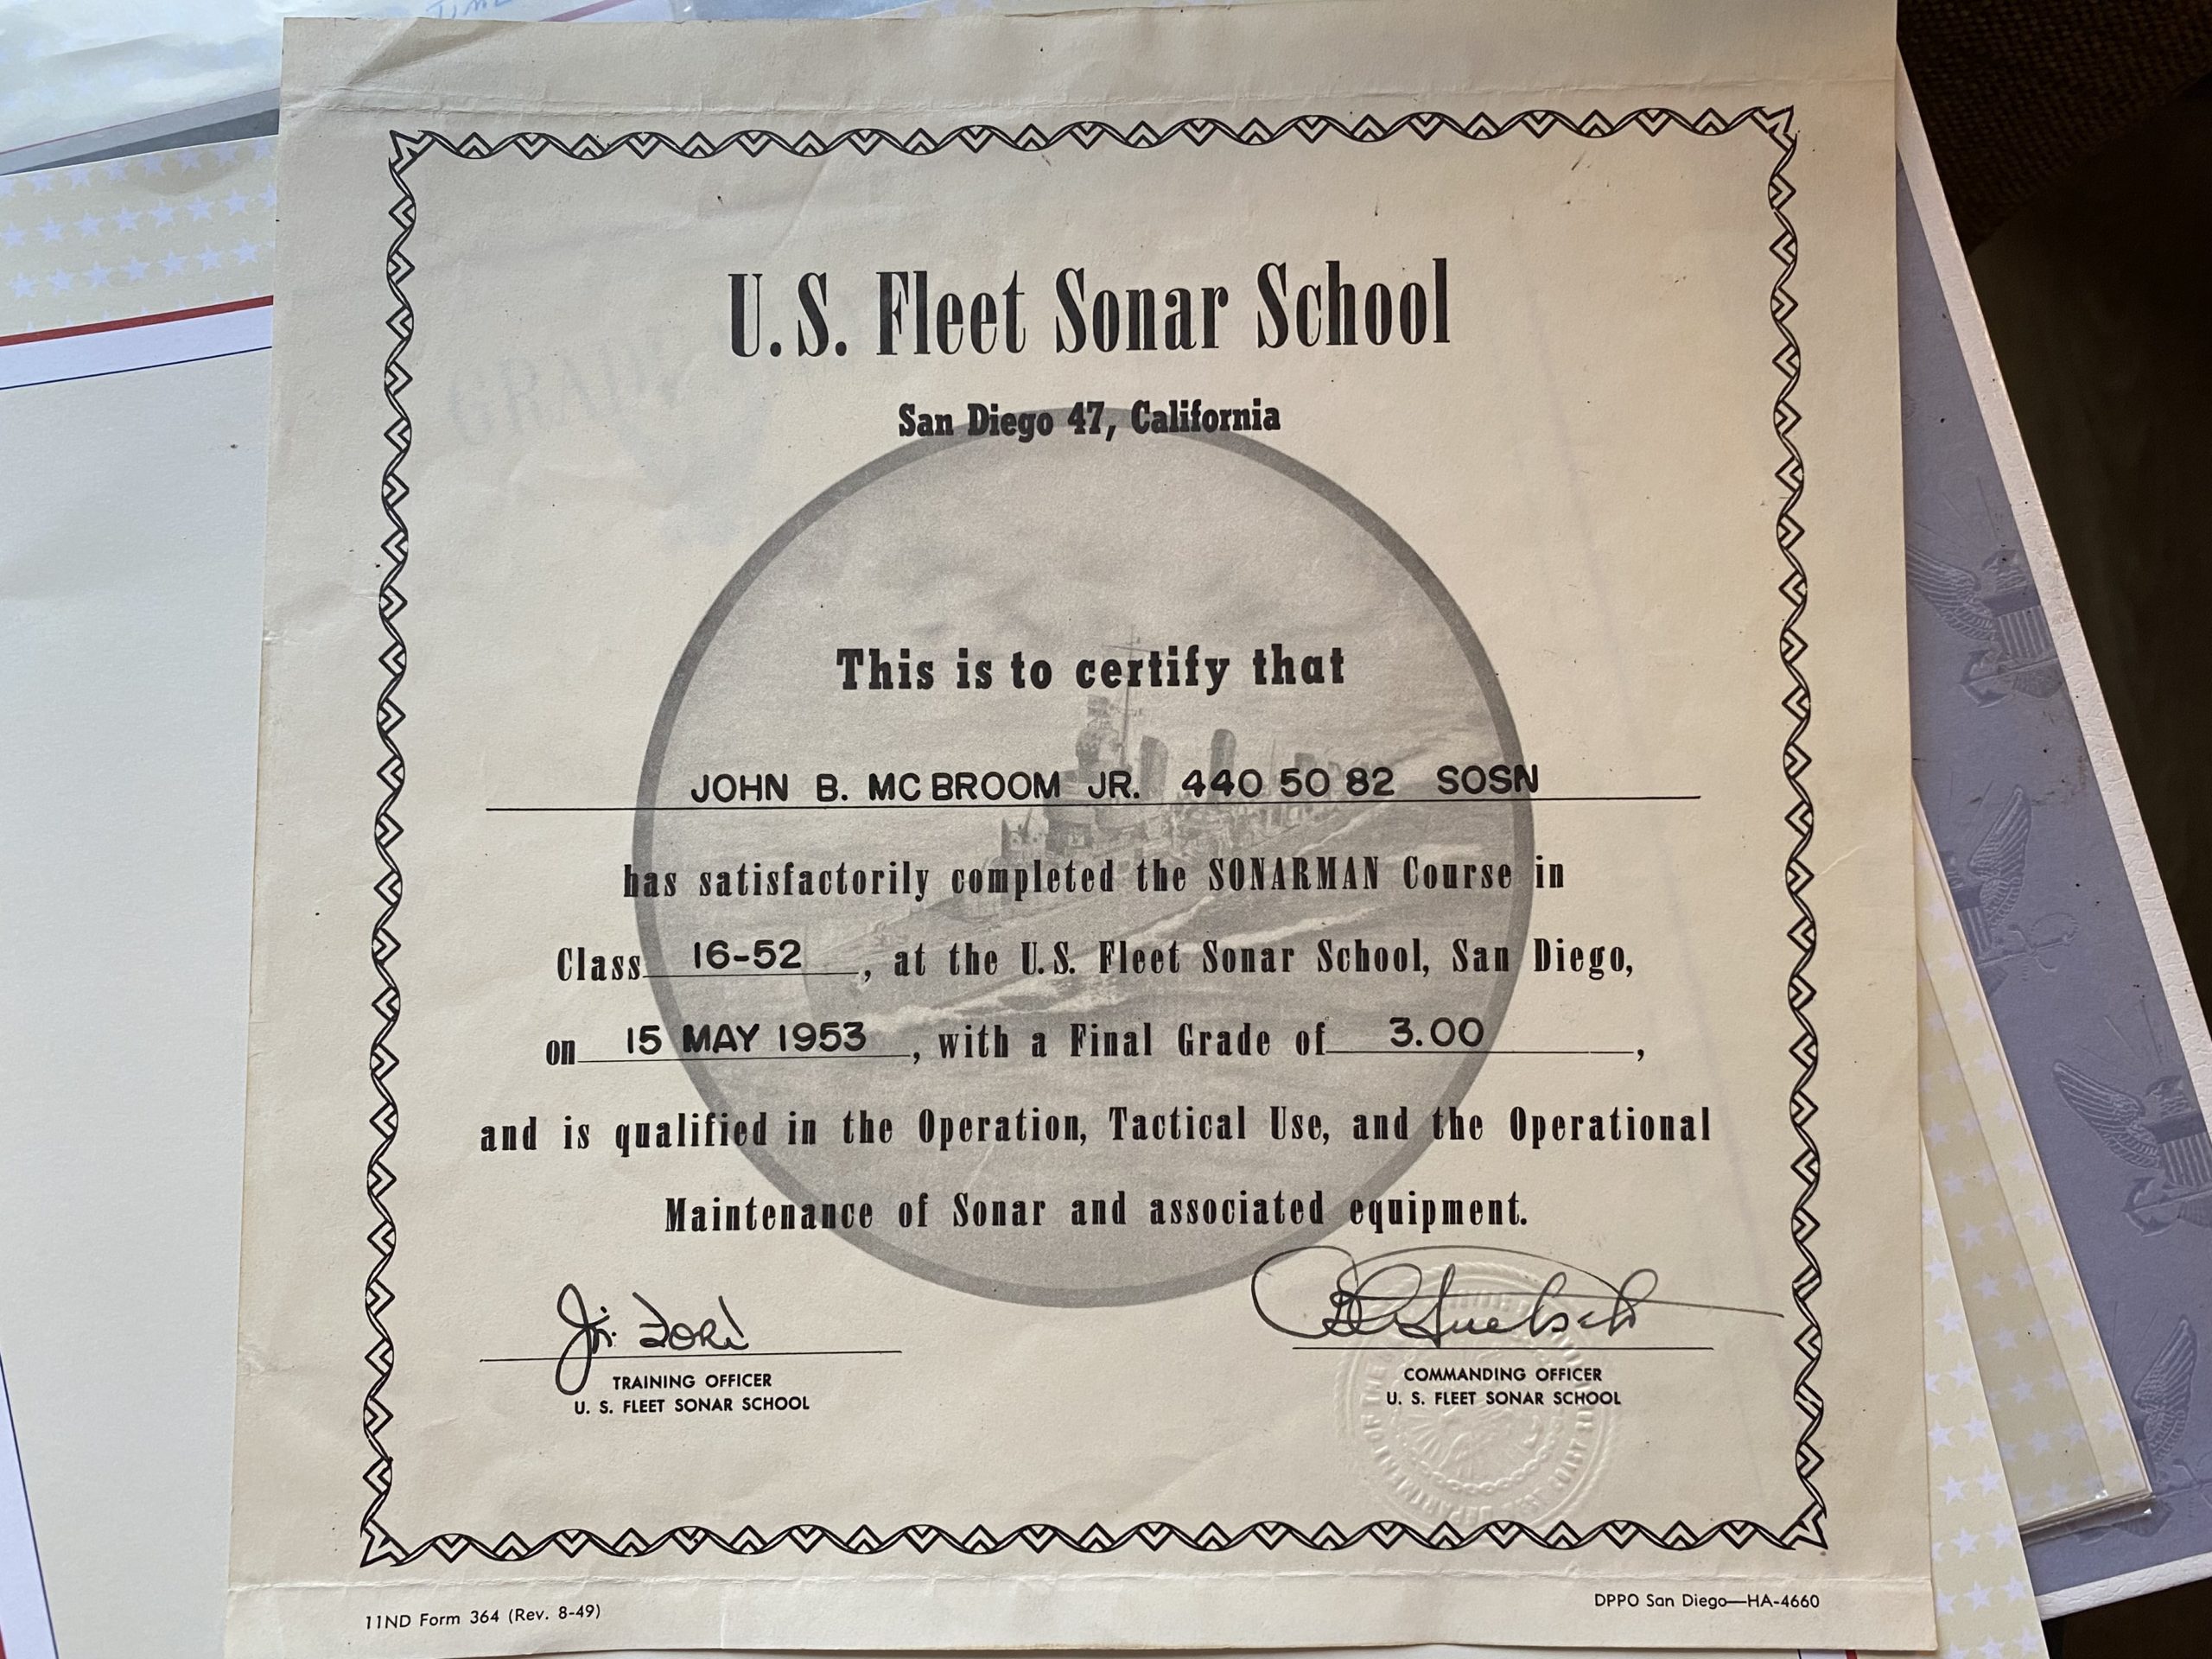 U.S. Fleet Sonar School
San Diego 47, California
This is to certify that
JOHN B. MC BROOM JR. 440 50 82 SOSN
has satisfactorily completed the SONARMAN Course in
Class 16-52, at the U.S. Fleet Sonar School, San Diego,
on 15 MAY 1953, with a Final Grade of 3.00,
and is qualified in the Operation, Tactical Use, and the Operational
Maintenance of Sonar and associated equipment.
TRAINING OFFICER
U. S. FLEET SONAR SCHOOL
COMMANDING OFFICER
U. S. FLEET SONAR SCHOOL
11ND Form 364 (Rev. 8-49)
DPPO San Diego—HA-4660